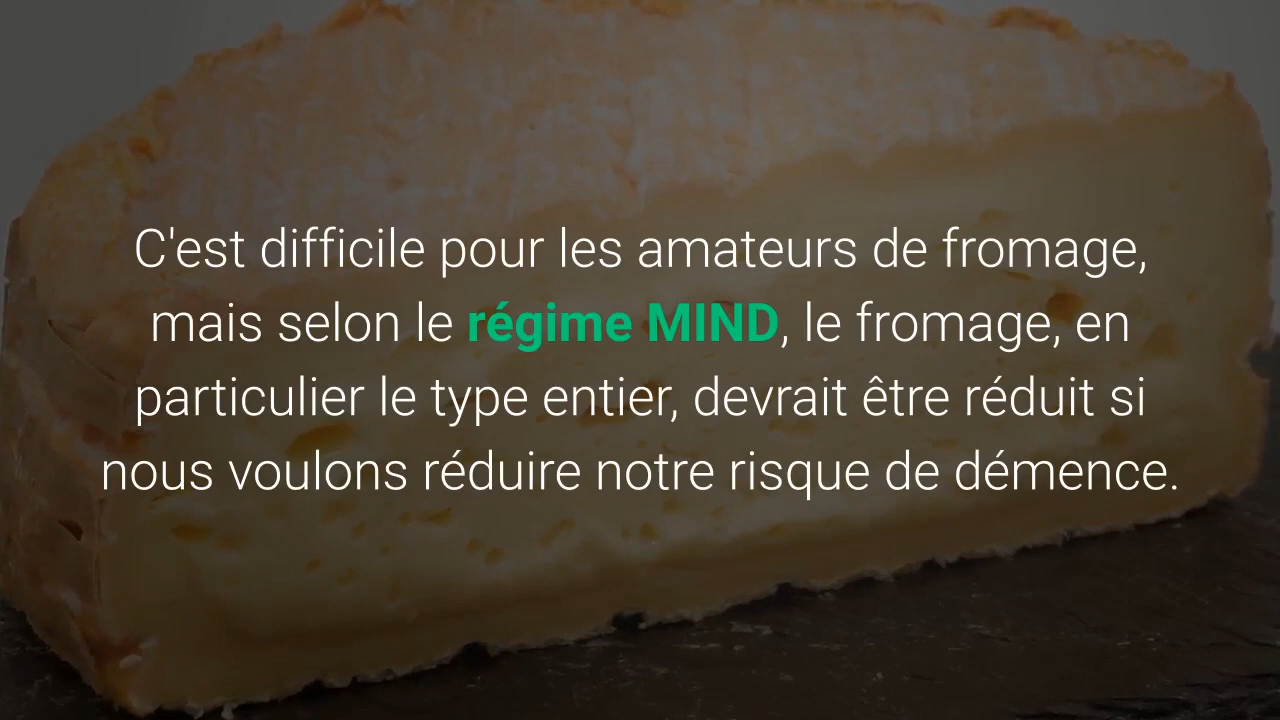 C'est difficile pour les amateurs de fromage,
mais selon le régime MIND, le fromage, en
particulier le type entier, devrait être réduit si
nous voulons réduire notre risque de démence.